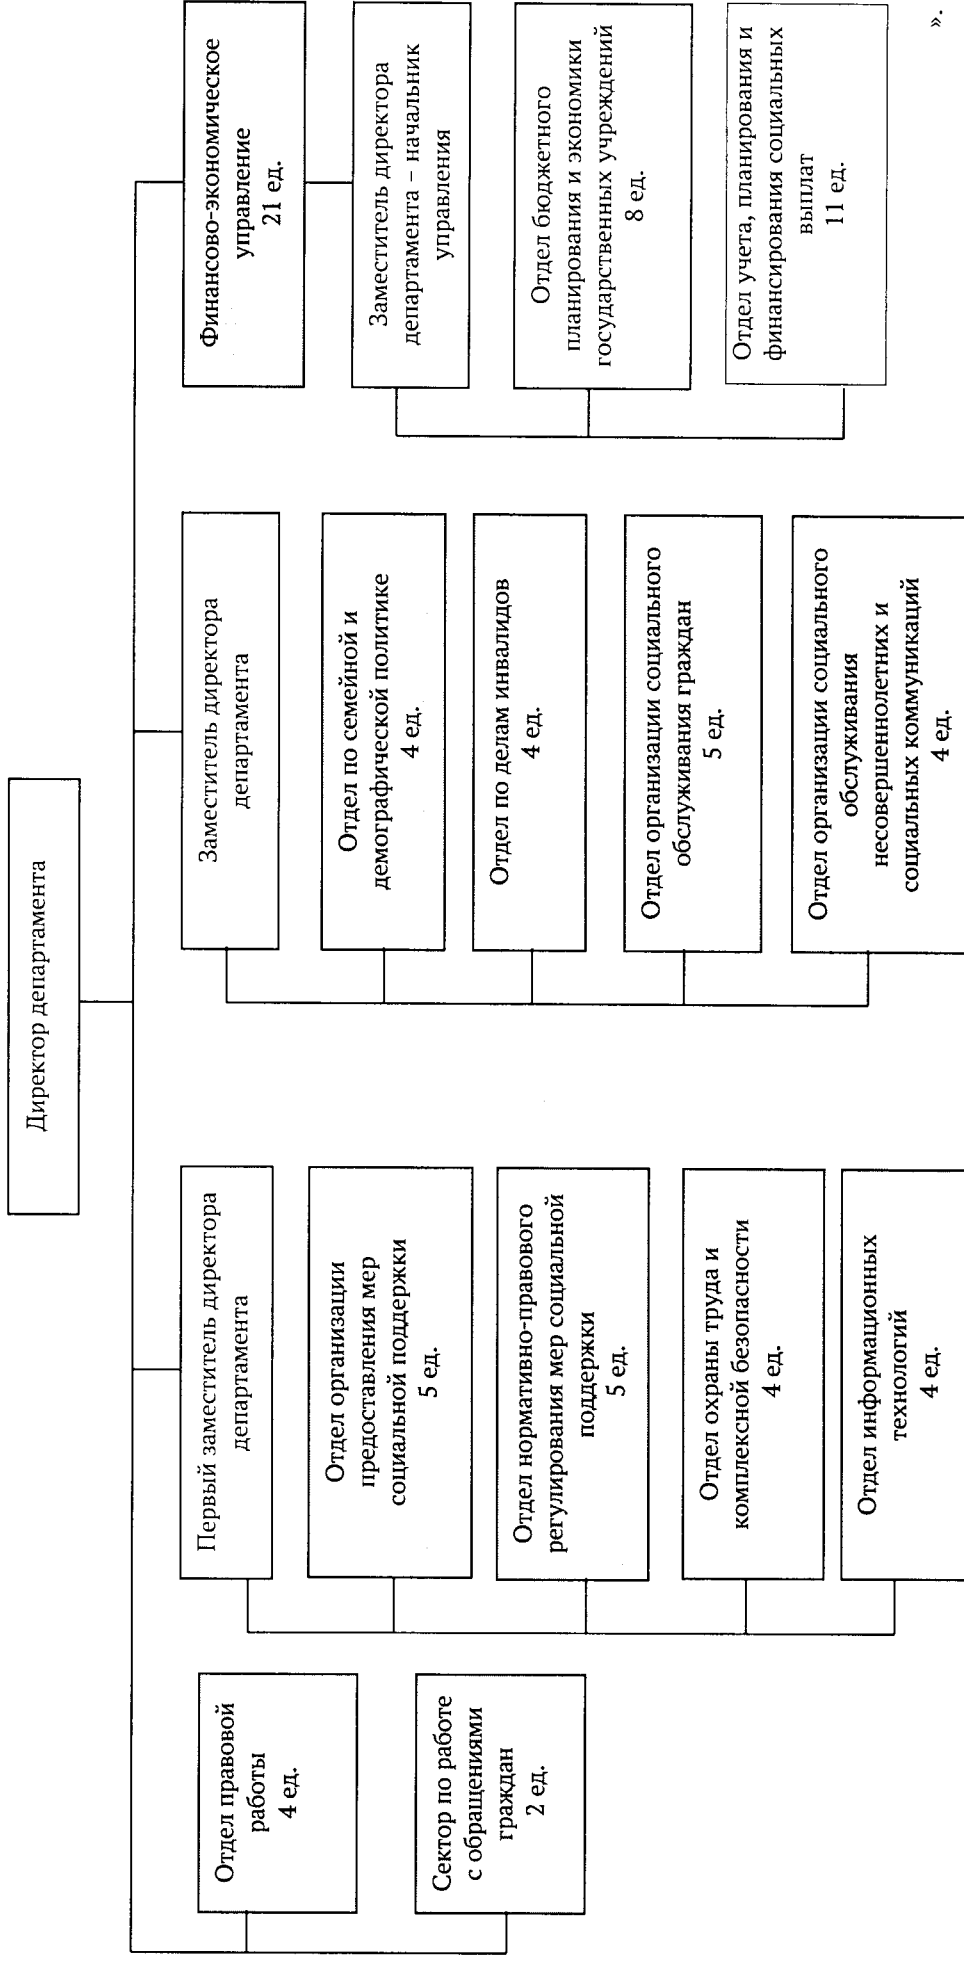 Директор департамента
Отдел правовой
работы
4 ед.
Сектор по работе
с обращениями
граждан
2 ед.
Первый заместитель директора
департамента
Отдел организации
предоставления мер
социальной поддержки
5 ед.
Отдел нормативно-правового
регулирования мер социальной
поддержки
5 ед.
Отдел охраны труда и
комплексной безопасности
4 ед.
Отдел информационных
технологий
4 ед.
Заместитель директора
департамента
Отдел по семейной и
демографической политике
4 ед.
Отдел по делам инвалидов
4 ед.
Отдел организации социального
обслуживания граждан
5 ед.
Отдел организации социального
обслуживания
несовершеннолетних и
социальных коммуникаций
4 ед.
Финансово-экономическое
управление
21 ед.
Заместитель директора
департамента – начальник
управления
Отдел бюджетного
планирования и экономики
государственных учреждений
8 ед.
Отдел учета, планирования и
финансирования социальных
выплат
11 ед.
».